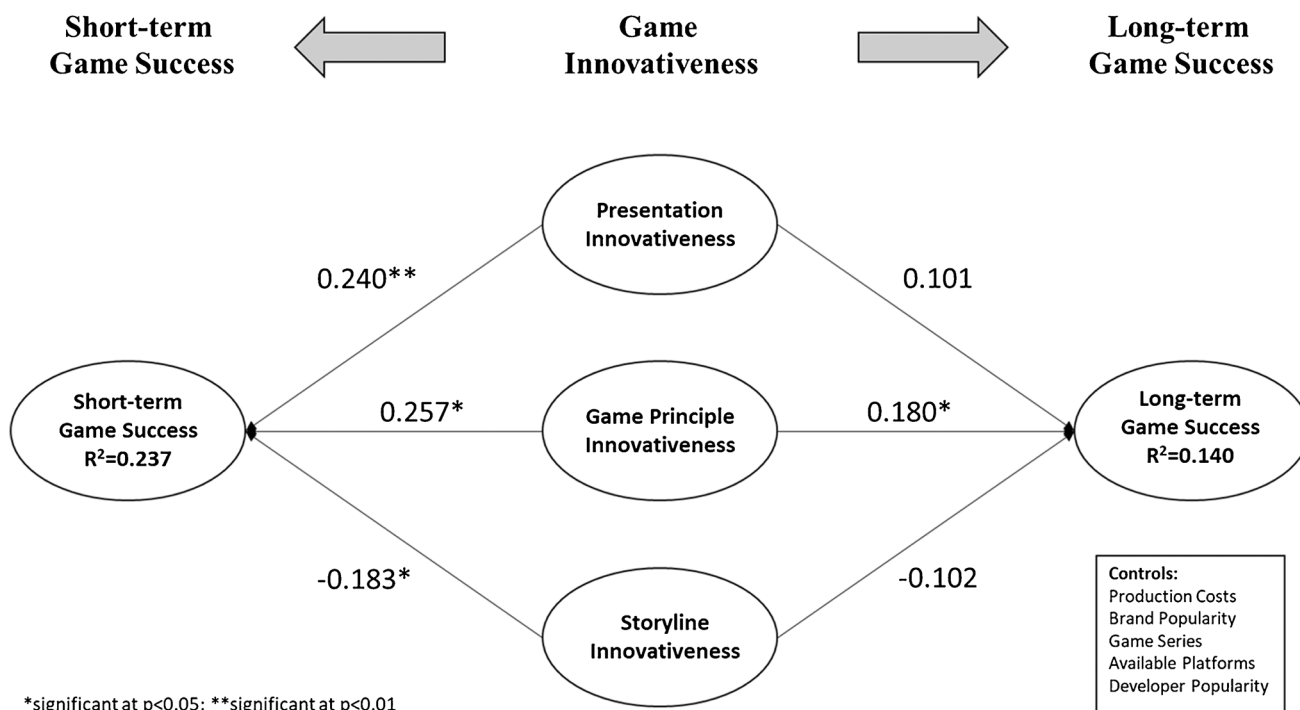 Short-term
Game Success
Game
Innovativeness
Long-term
Game Success
Presentation
Innovativeness
0.240**
0.101
Short-term
Game Success
R²=0.237
0.257*
Game Principle
Innovativeness
0.180*
Long-term
Game Success
R²=0.140
-0.183*
-0.102
Storyline
Innovativeness
Controls:
Production Costs
Brand Popularity
Game Series
Available Platforms
Developer Popularity
*significant at p<0.05; **significant at p<0.01